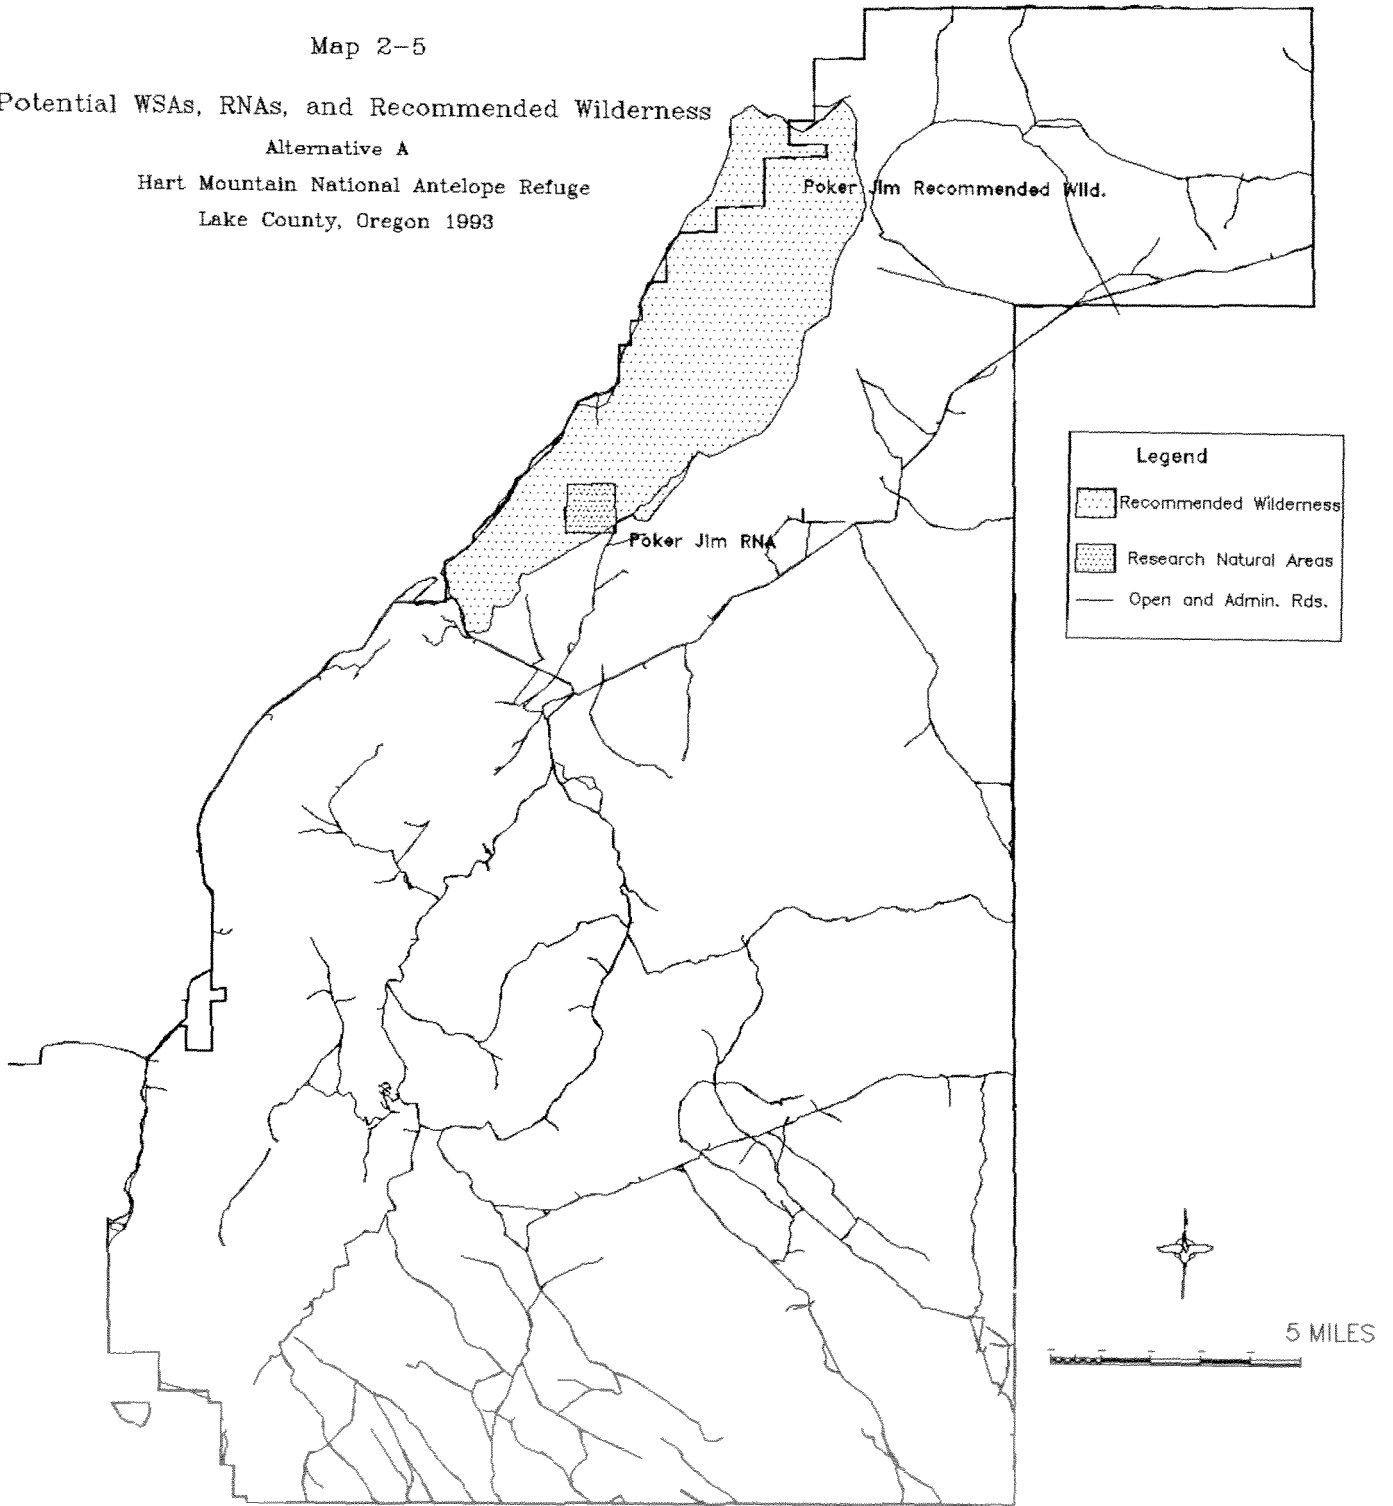 Map 2-5
Potential WSAs, RNAs, and Recommended Wilderness
Alternative A
Hart Mountain National Antelope Refuge
Lake County, Oregon 1993
Poker Jim Recommended Wild.
Poker Jim RNA
Legend
Recommended Wilderness
Research Natural Areas
Open and Admin. Rds.
5 MILES